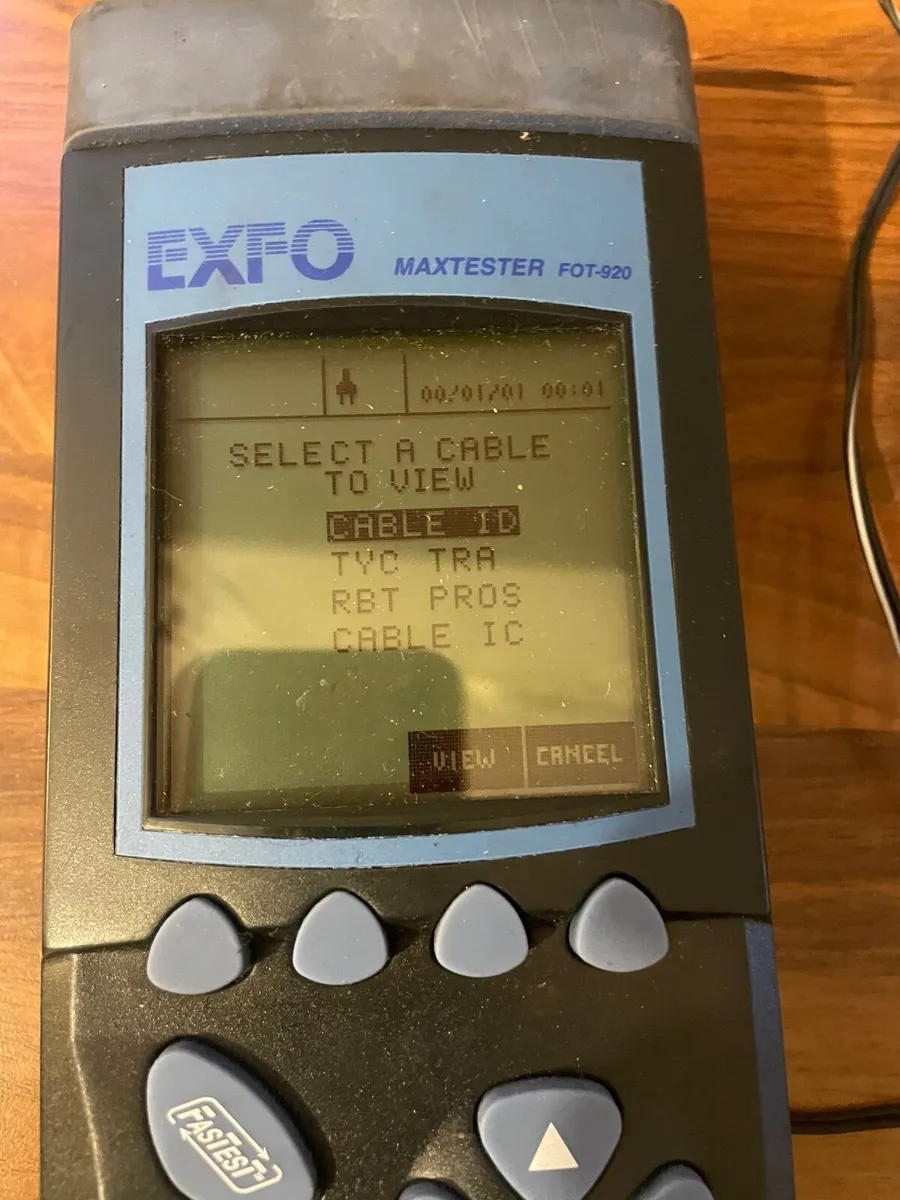 EXFO
MAXTESTER FOT-920
00/01/01 00:01
SELECT A CABLE
TO VIEW
CABLE ID
TYC TRA
RBT PROS
CABLE IC
VIEW CANCEL
FASTEST